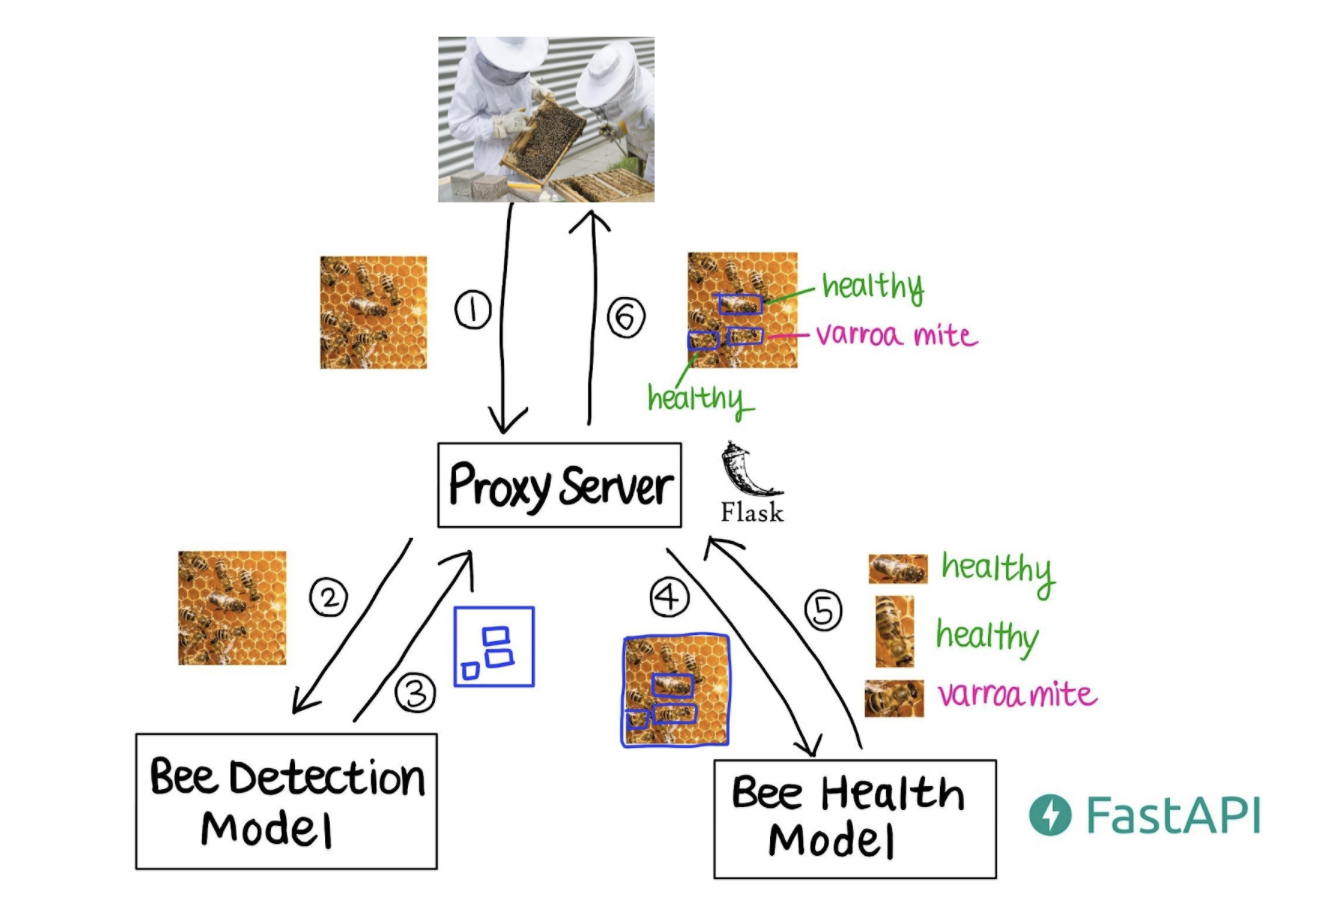 ①
⑥
healthy
varroa mite
healthy
Proxy Server
Flask
②
③
④
⑤
healthy
healthy
varroa mite
Bee Detection
Model
Bee Health
Model
FastAPI